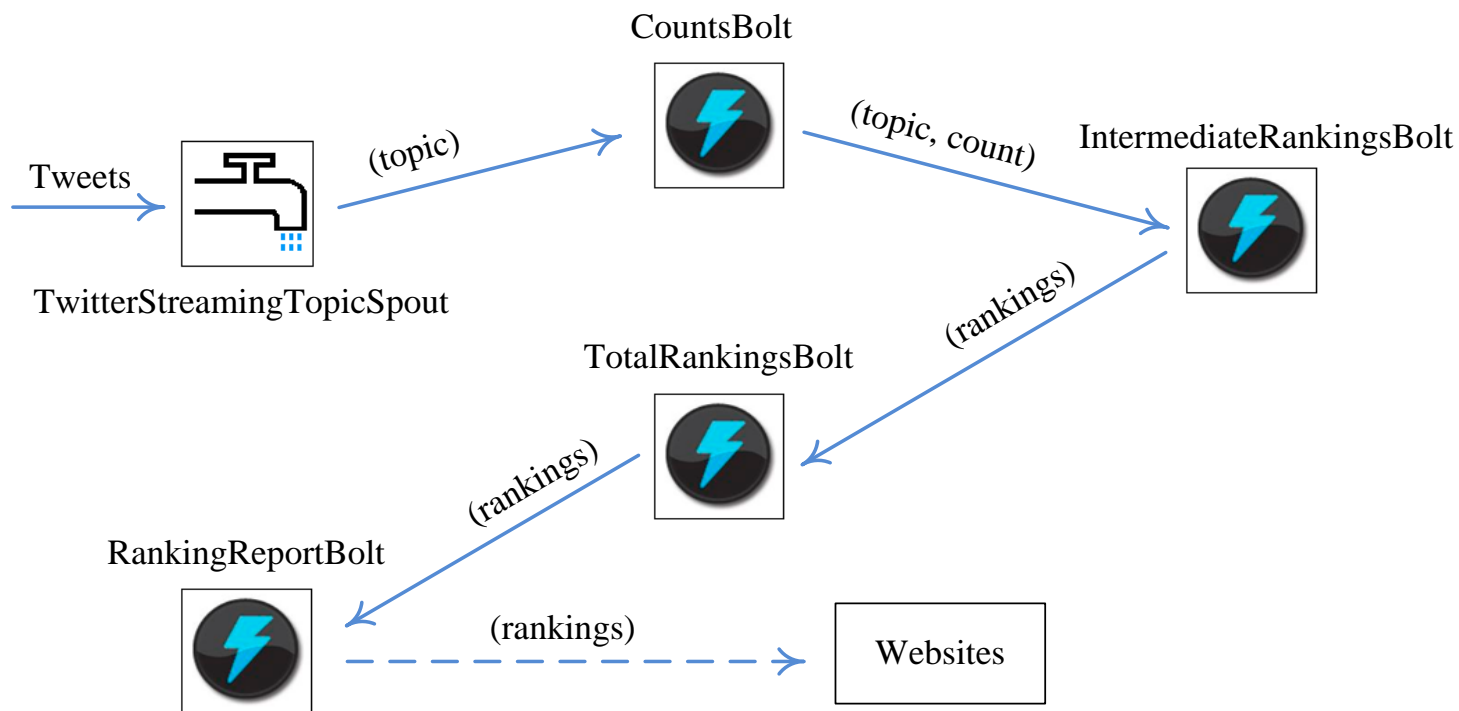 CountsBolt
(topic, count)
IntermediateRankingsBolt
(topic)
Tweets
TwitterStreamingTopicSpout
(rankings)
TotalRankingsBolt
(rankings)
RankingReportBolt
(rankings)
Websites